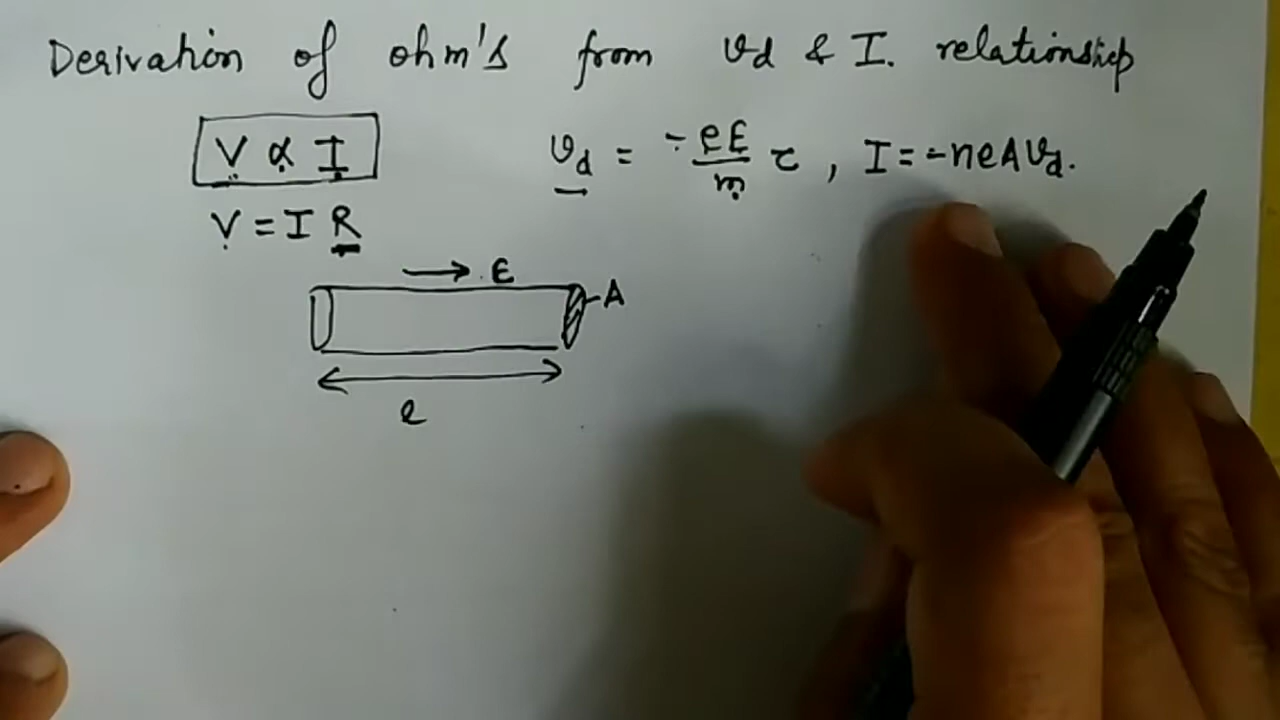 Derivation of ohm's from vd & I. relationship
V ∝ I
vd = -eE/m τ , I = -neAvd.
V = I R
E
A
l